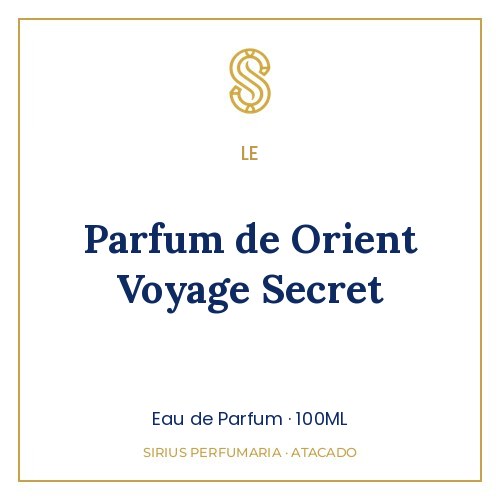 S
LE
Parfum de Orient
Voyage Secret
Eau de Parfum · 100ML
SIRIUS PERFUMARIA · ATACADO